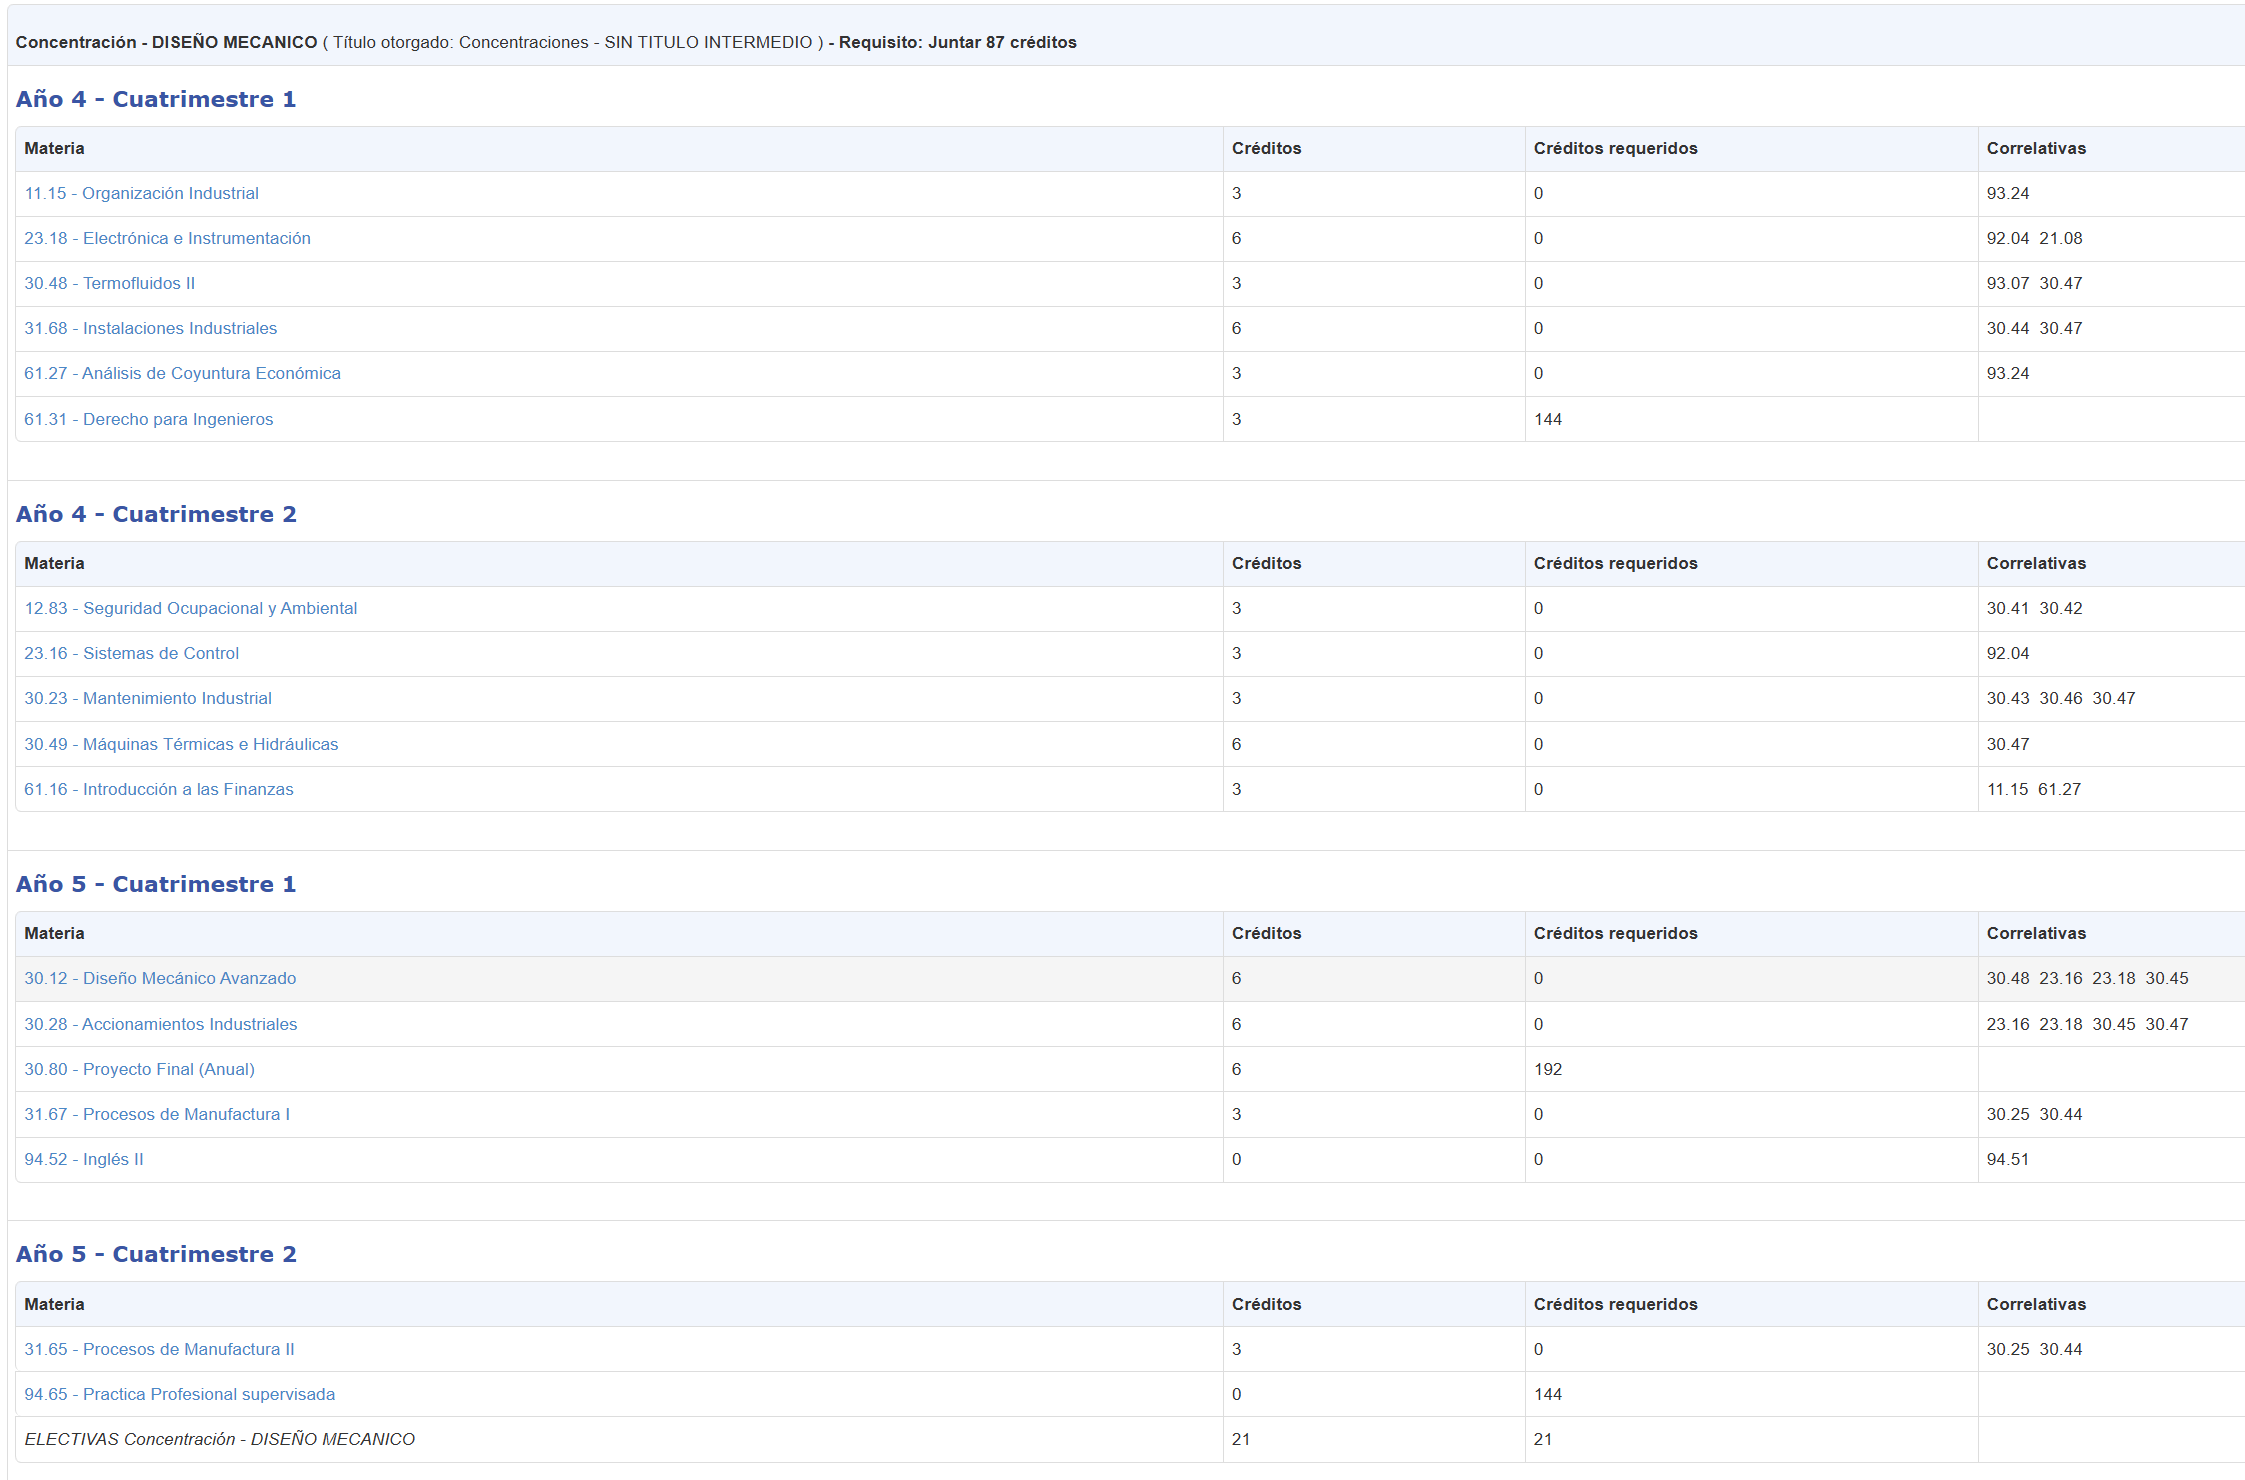 Concentración - DISEÑO MECANICO ( Título otorgado: Concentraciones - SIN TITULO INTERMEDIO ) - Requisito: Juntar 87 créditos
Año 4 - Cuatrimestre 1
Materia Créditos Créditos requeridos Correlativas
11.15 - Organización Industrial 3 0 93.24
23.18 - Electrónica e Instrumentación 6 0 92.04 21.08
30.48 - Termofluidos II 3 0 93.07 30.47
31.68 - Instalaciones Industriales 6 0 30.44 30.47
61.27 - Análisis de Coyuntura Económica 3 0 93.24
61.31 - Derecho para Ingenieros 3 144
Año 4 - Cuatrimestre 2
Materia Créditos Créditos requeridos Correlativas
12.83 - Seguridad Ocupacional y Ambiental 3 0 30.41 30.42
23.16 - Sistemas de Control 3 0 92.04
30.23 - Mantenimiento Industrial 3 0 30.43 30.46 30.47
30.49 - Máquinas Térmicas e Hidráulicas 6 0 30.47
61.16 - Introducción a las Finanzas 3 0 11.15 61.27
Año 5 - Cuatrimestre 1
Materia Créditos Créditos requeridos Correlativas
30.12 - Diseño Mecánico Avanzado 6 0 30.48 23.16 23.18 30.45
30.28 - Accionamientos Industriales 6 0 23.16 23.18 30.45 30.47
30.80 - Proyecto Final (Anual) 6 192
31.67 - Procesos de Manufactura I 3 0 30.25 30.44
94.52 - Inglés II 0 0 94.51
Año 5 - Cuatrimestre 2
Materia Créditos Créditos requeridos Correlativas
31.65 - Procesos de Manufactura II 3 0 30.25 30.44
94.65 - Practica Profesional supervisada 0 144
ELECTIVAS Concentración - DISEÑO MECANICO 21 21